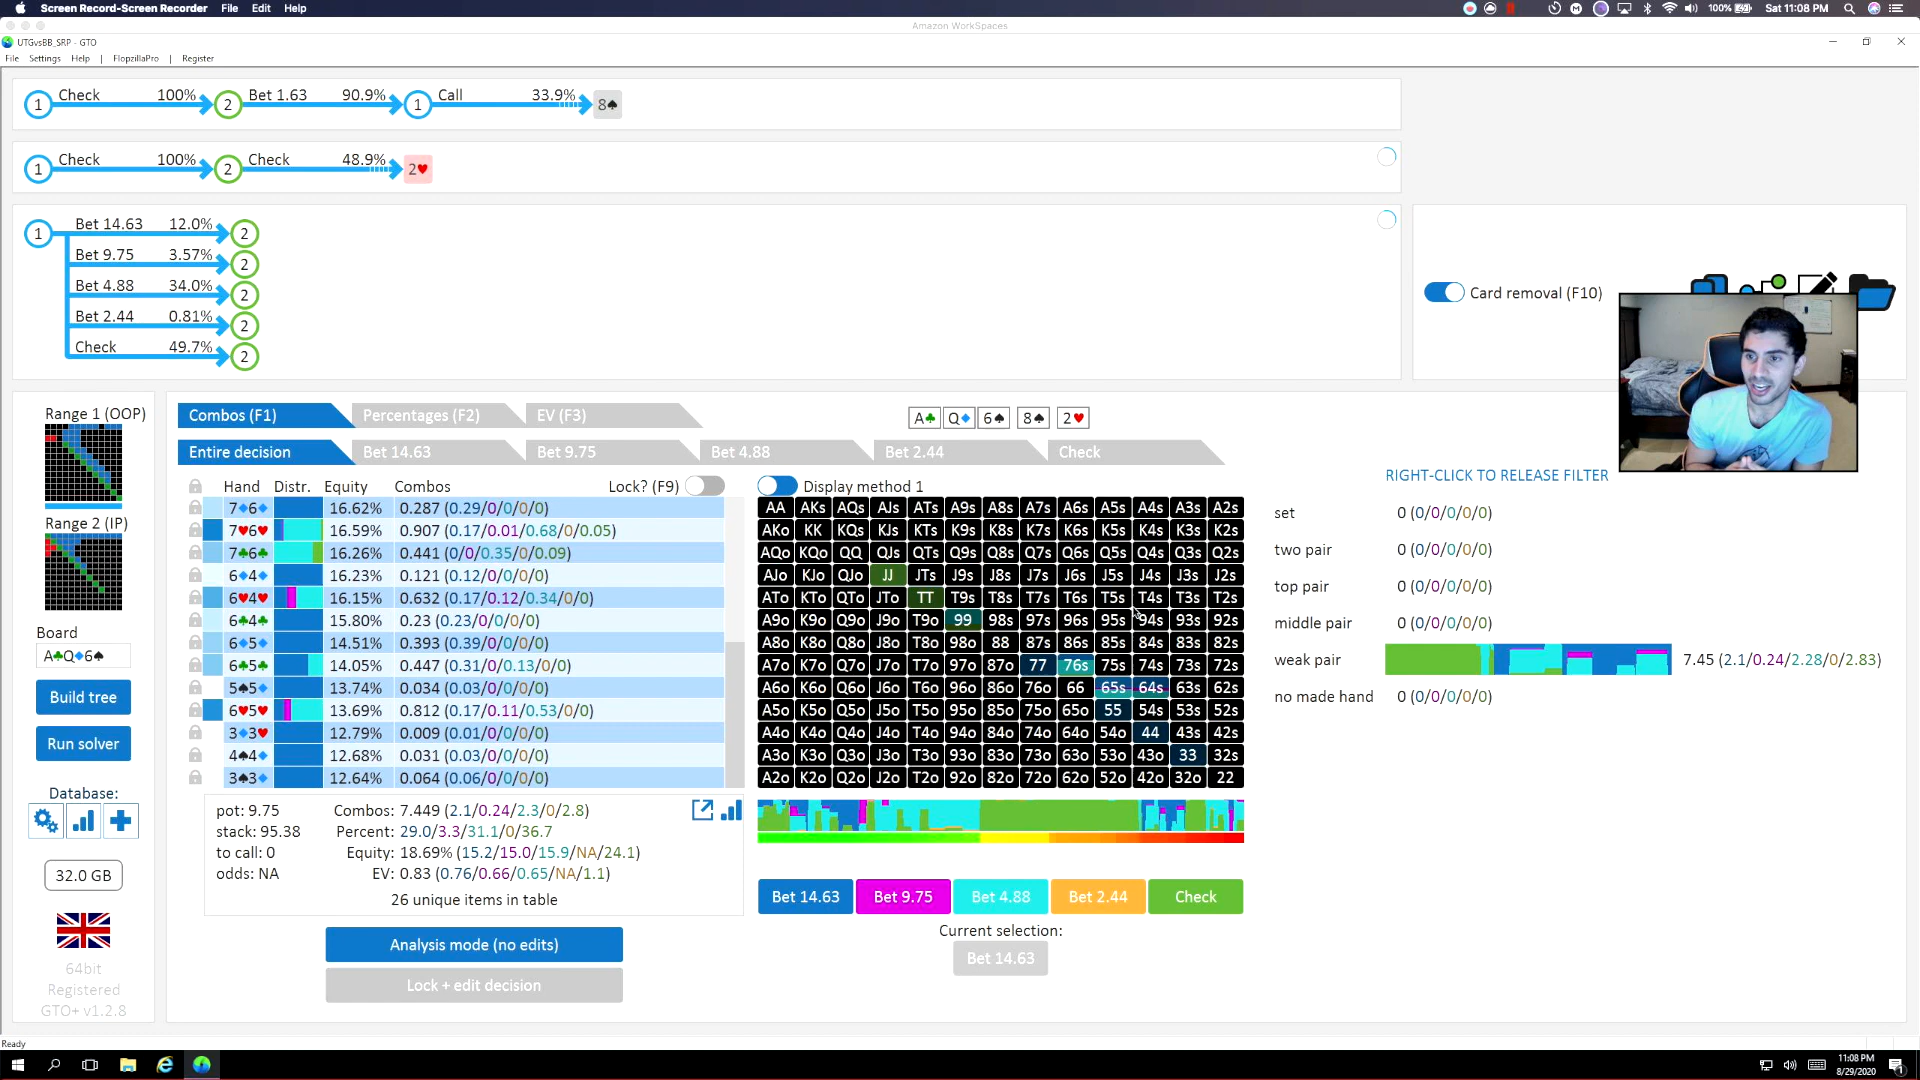 Screen Record-Screen Recorder File Edit Help 100% Sat 11:08 PM
Amazon WorkSpaces
UTGvsBB_SRP - GTO
File Settings Help | FlopzillaPro | Register
1 Check 100% 2 Bet 1.63 90.9% 1 Call 33.9% 8♠
1 Check 100% 2 Check 48.9% 2♥
1 Bet 14.63 12.0% 2
Bet 9.75 3.57% 2
Bet 4.88 34.0% 2
Bet 2.44 0.81% 2
Check 49.7% 2
Card removal (F10)
Range 1 (OOP)
Range 2 (IP)
Board
A♣Q♦6♠
Build tree
Run solver
Database:
32.0 GB
64bit
Registered
GTO+ v1.2.8
Combos (F1) Percentages (F2) EV (F3)
A♣ Q♦ 6♠ 8♠ 2♥
Entire decision Bet 14.63 Bet 9.75 Bet 4.88 Bet 2.44 Check
Hand Distr. Equity Combos Lock? (F9)
7♦6♦ 16.62% 0.287 (0.29/0/0/0/0)
7♥6♥ 16.59% 0.907 (0.17/0.01/0.68/0/0.05)
7♣6♣ 16.26% 0.441 (0/0/0.35/0/0.09)
6♦4♦ 16.23% 0.121 (0.12/0/0/0/0)
6♥4♥ 16.15% 0.632 (0.17/0.12/0.34/0/0)
6♣4♣ 15.80% 0.23 (0.23/0/0/0/0)
6♦5♦ 14.51% 0.393 (0.39/0/0/0/0)
6♣5♣ 14.05% 0.447 (0.31/0/0.13/0/0)
5♠5♦ 13.74% 0.034 (0.03/0/0/0/0)
6♥5♥ 13.69% 0.812 (0.17/0.11/0.53/0/0)
3♦3♥ 12.79% 0.009 (0.01/0/0/0/0)
4♠4♦ 12.68% 0.031 (0.03/0/0/0/0)
3♠3♦ 12.64% 0.064 (0.06/0/0/0/0)
pot: 9.75 Combos: 7.449 (2.1/0.24/2.3/0/2.8)
stack: 95.38 Percent: 29.0/3.3/31.1/0/36.7
to call: 0 Equity: 18.69% (15.2/15.0/15.9/NA/24.1)
odds: NA EV: 0.83 (0.76/0.66/0.65/NA/1.1)
26 unique items in table
Analysis mode (no edits)
Lock + edit decision
Display method 1
AA AKs AQs AJs ATs A9s A8s A7s A6s A5s A4s A3s A2s
AKo KK KQs KJs KTs K9s K8s K7s K6s K5s K4s K3s K2s
AQo KQo QQ QJs QTs Q9s Q8s Q7s Q6s Q5s Q4s Q3s Q2s
AJo KJo QJo JJ JTs J9s J8s J7s J6s J5s J4s J3s J2s
ATo KTo QTo JTo TT T9s T8s T7s T6s T5s T4s T3s T2s
A9o K9o Q9o J9o T9o 99 98s 97s 96s 95s 94s 93s 92s
A8o K8o Q8o J8o T8o 98o 88 87s 86s 85s 84s 83s 82s
A7o K7o Q7o J7o T7o 97o 87o 77 76s 75s 74s 73s 72s
A6o K6o Q6o J6o T6o 96o 86o 76o 66 65s 64s 63s 62s
A5o K5o Q5o J5o T5o 95o 85o 75o 65o 55 54s 53s 52s
A4o K4o Q4o J4o T4o 94o 84o 74o 64o 54o 44 43s 42s
A3o K3o Q3o J3o T3o 93o 83o 73o 63o 53o 43o 33 32s
A2o K2o Q2o J2o T2o 92o 82o 72o 62o 52o 42o 32o 22
Bet 14.63 Bet 9.75 Bet 4.88 Bet 2.44 Check
Current selection:
Bet 14.63
RIGHT-CLICK TO RELEASE FILTER
set 0 (0/0/0/0/0)
two pair 0 (0/0/0/0/0)
top pair 0 (0/0/0/0/0)
middle pair 0 (0/0/0/0/0)
weak pair 7.45 (2.1/0.24/2.28/0/2.83)
no made hand 0 (0/0/0/0/0)
Ready
11:08 PM
8/29/2020